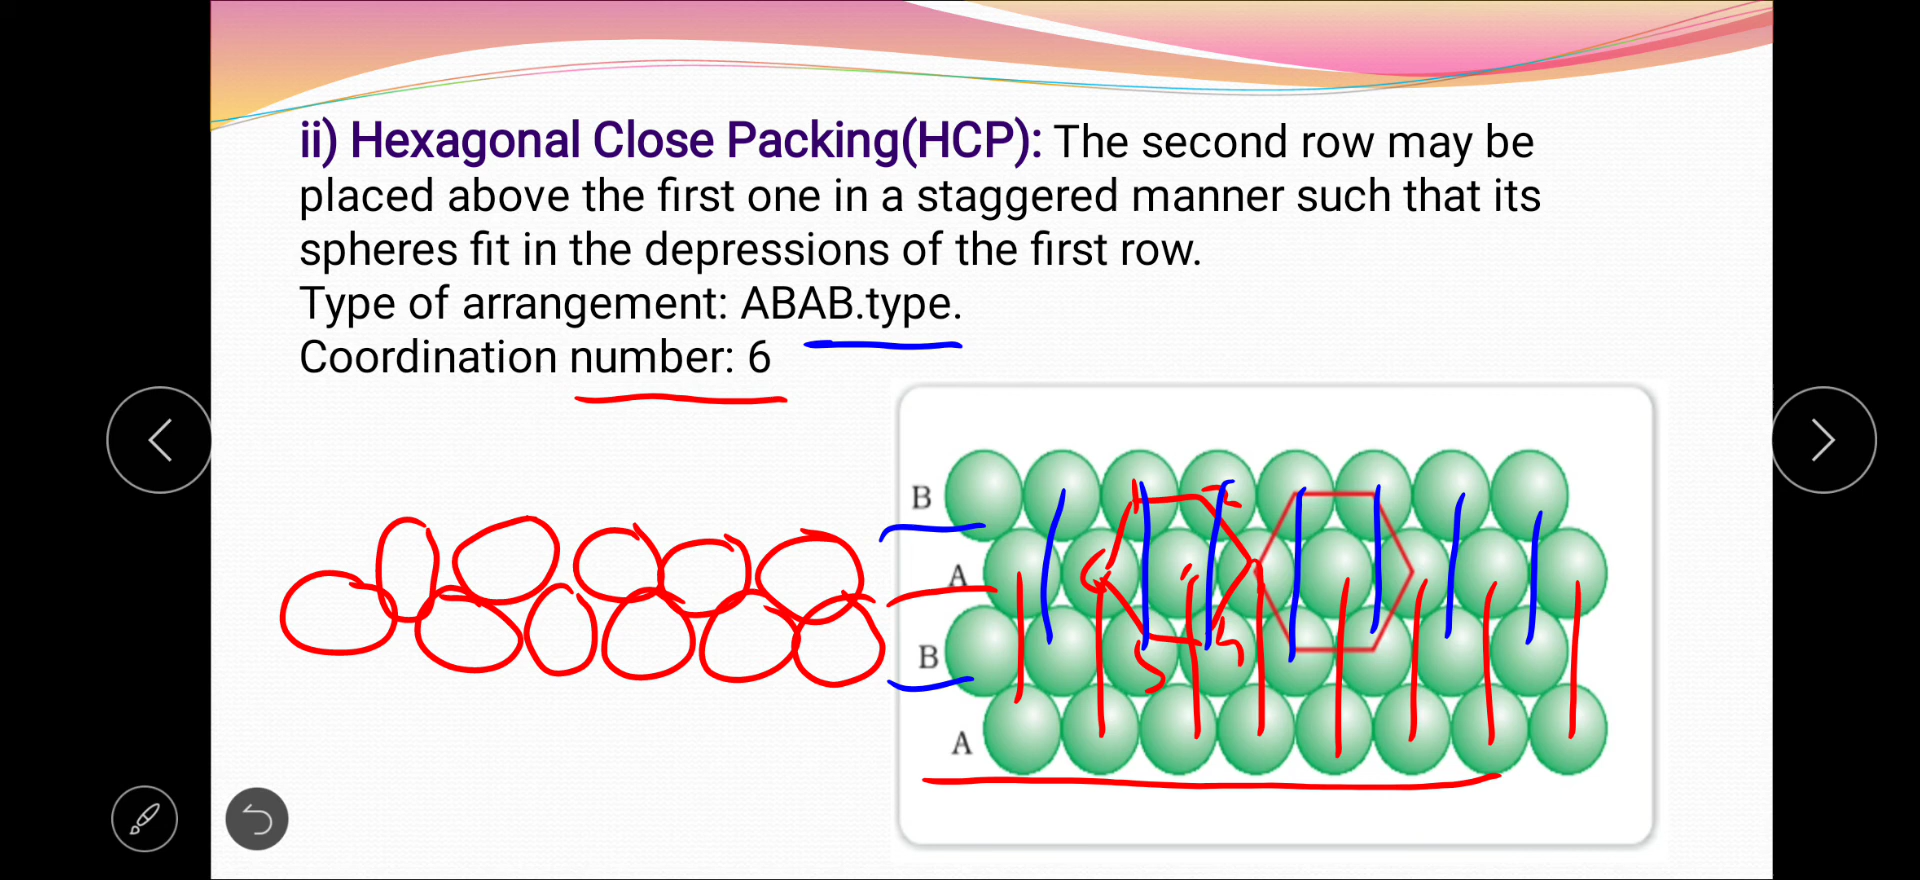 ii) Hexagonal Close Packing(HCP): The second row may be
placed above the first one in a staggered manner such that its
spheres fit in the depressions of the first row.
Type of arrangement: ABAB.type.
Coordination number: 6
B
A
B
A